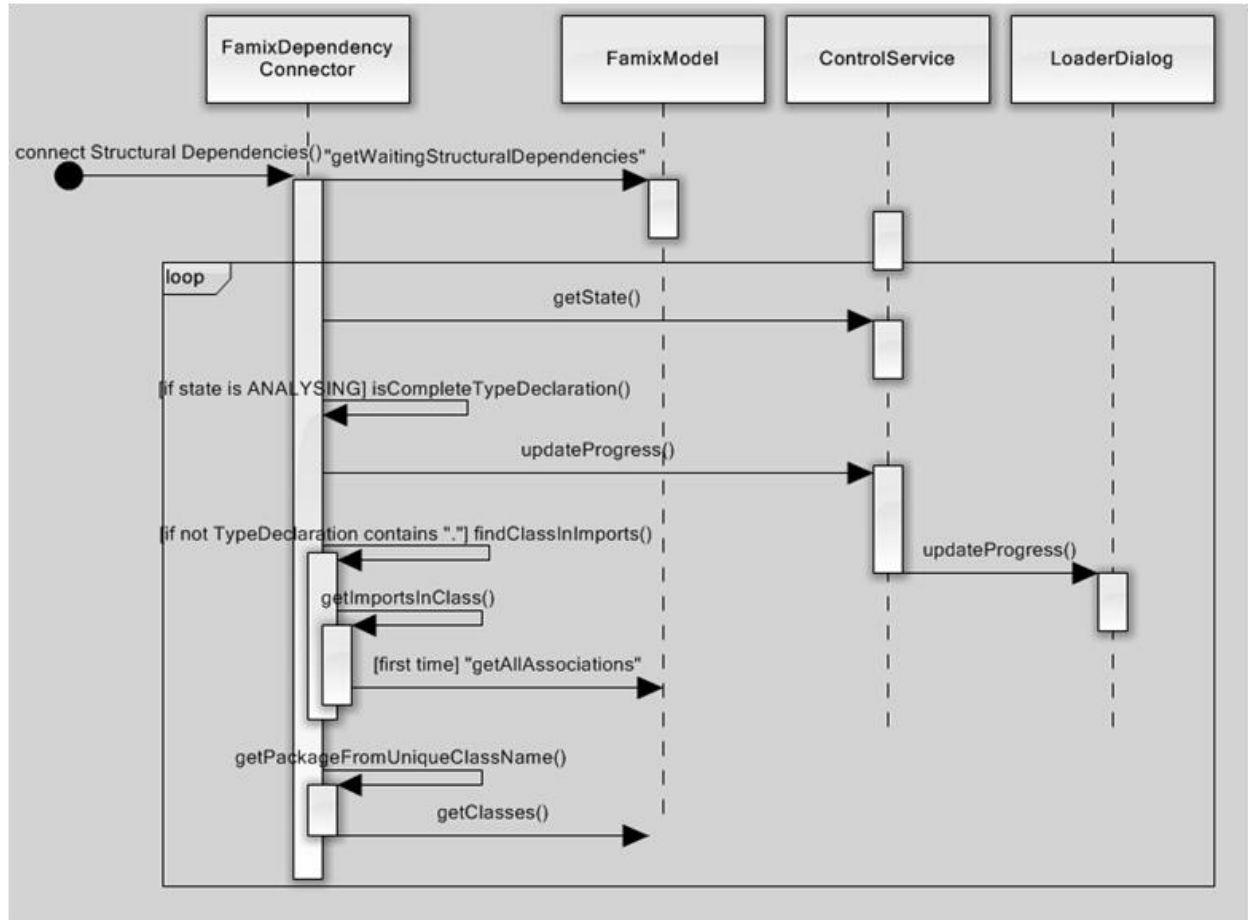 FamixDependency
Connector
FamixModel
ControlService
LoaderDialog
connect Structural Dependencies()
"getWaitingStructuralDependencies"
loop
getState()
[if state is ANALYSING] isCompleteTypeDeclaration()
updateProgress()
[if not TypeDeclaration contains "."] findClassInImports()
updateProgress()
getImportsInClass()
[first time] "getAllAssociations"
getPackageFromUniqueClassName()
getClasses()